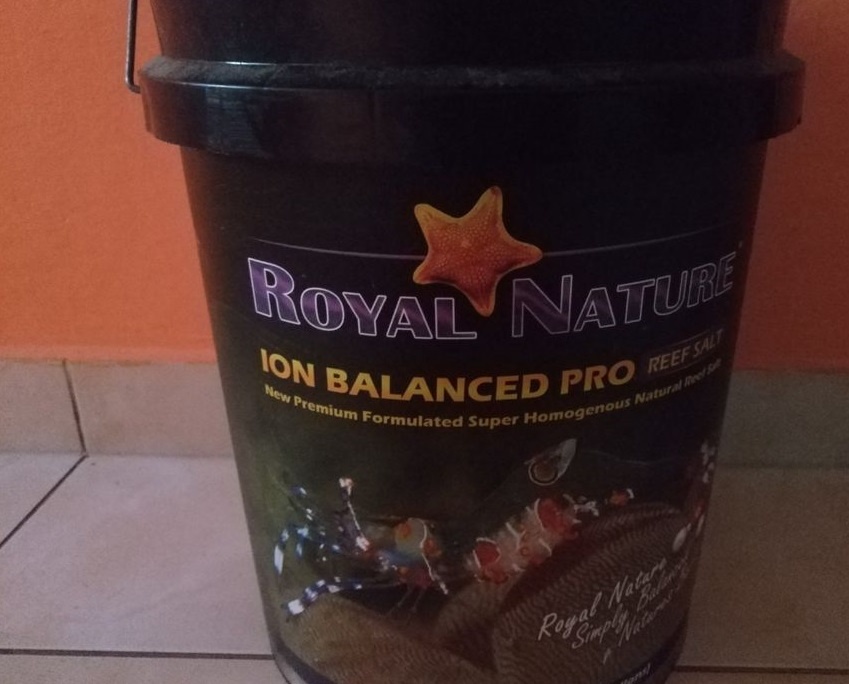 ROYAL NATURE
ION BALANCED PRO REEF SALT
New Premium Formulated Super Homogenous Natural Reef Salt
Royal Nature
Simply Balanced